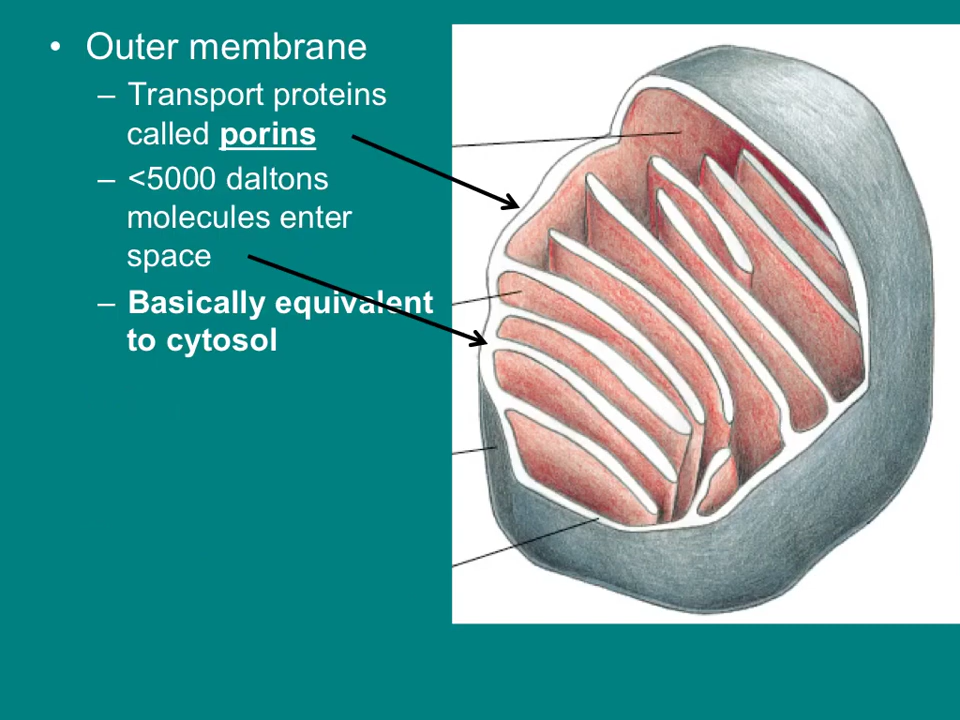 • Outer membrane
– Transport proteins
called porins
– <5000 daltons
molecules enter
space
– Basically equivalent
to cytosol